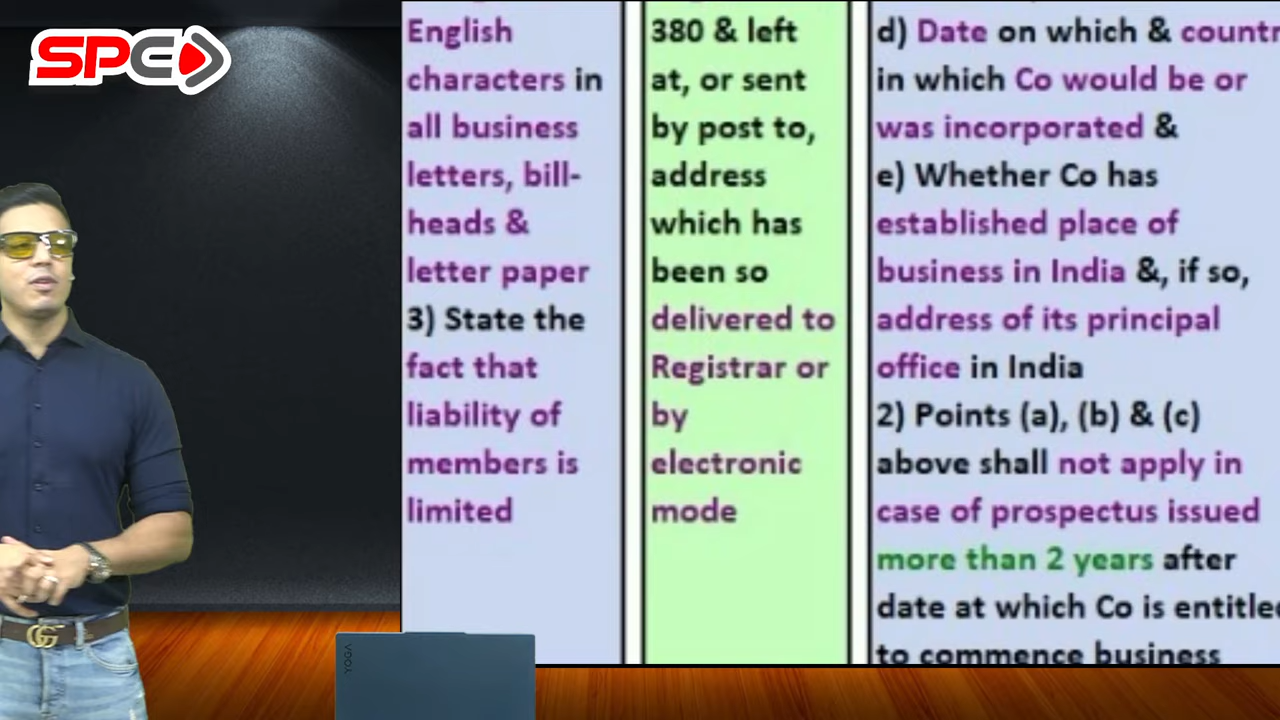 SPC
English
characters in
all business
letters, bill-
heads &
letter paper
3) State the
fact that
liability of
members is
limited
380 & left
at, or sent
by post to,
address
which has
been so
delivered to
Registrar or
by
electronic
mode
d) Date on which & countr
in which Co would be or
was incorporated &
e) Whether Co has
established place of
business in India &, if so,
address of its principal
office in India
2) Points (a), (b) & (c)
above shall not apply in
case of prospectus issued
more than 2 years after
date at which Co is entitle
to commence business
YOGA